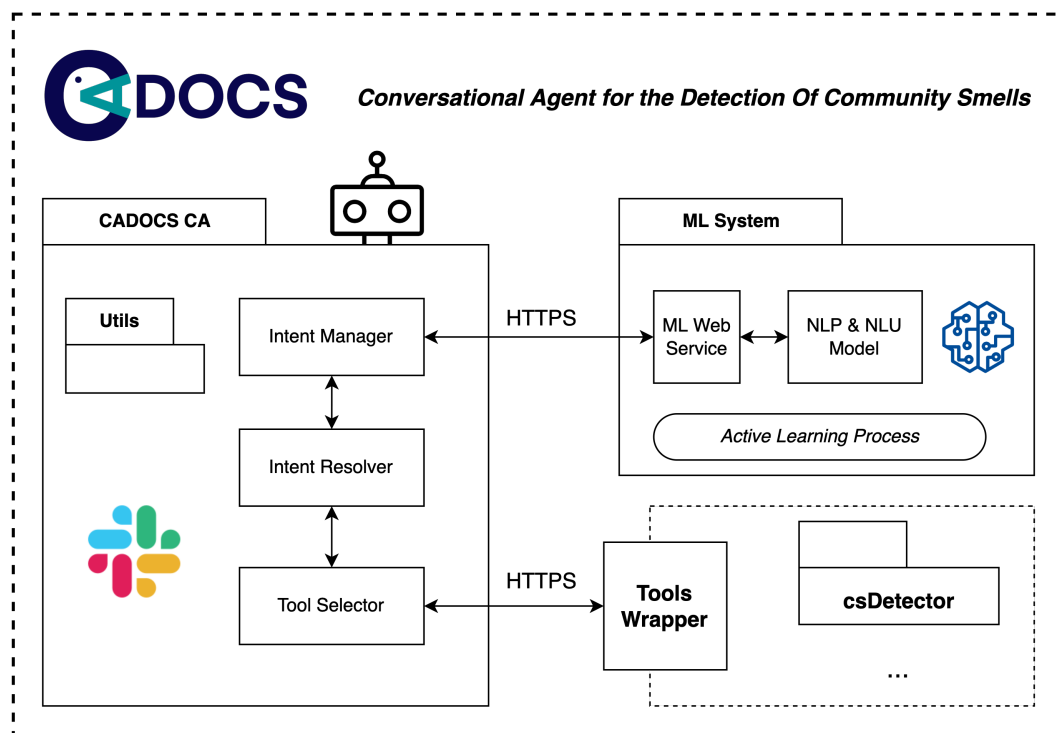 CADOCS
Conversational Agent for the Detection Of Community Smells
CADOCS CA
Utils
Intent Manager
Intent Resolver
Tool Selector
HTTPS
ML System
ML Web
Service
NLP & NLU
Model
Active Learning Process
HTTPS
Tools
Wrapper
csDetector
...